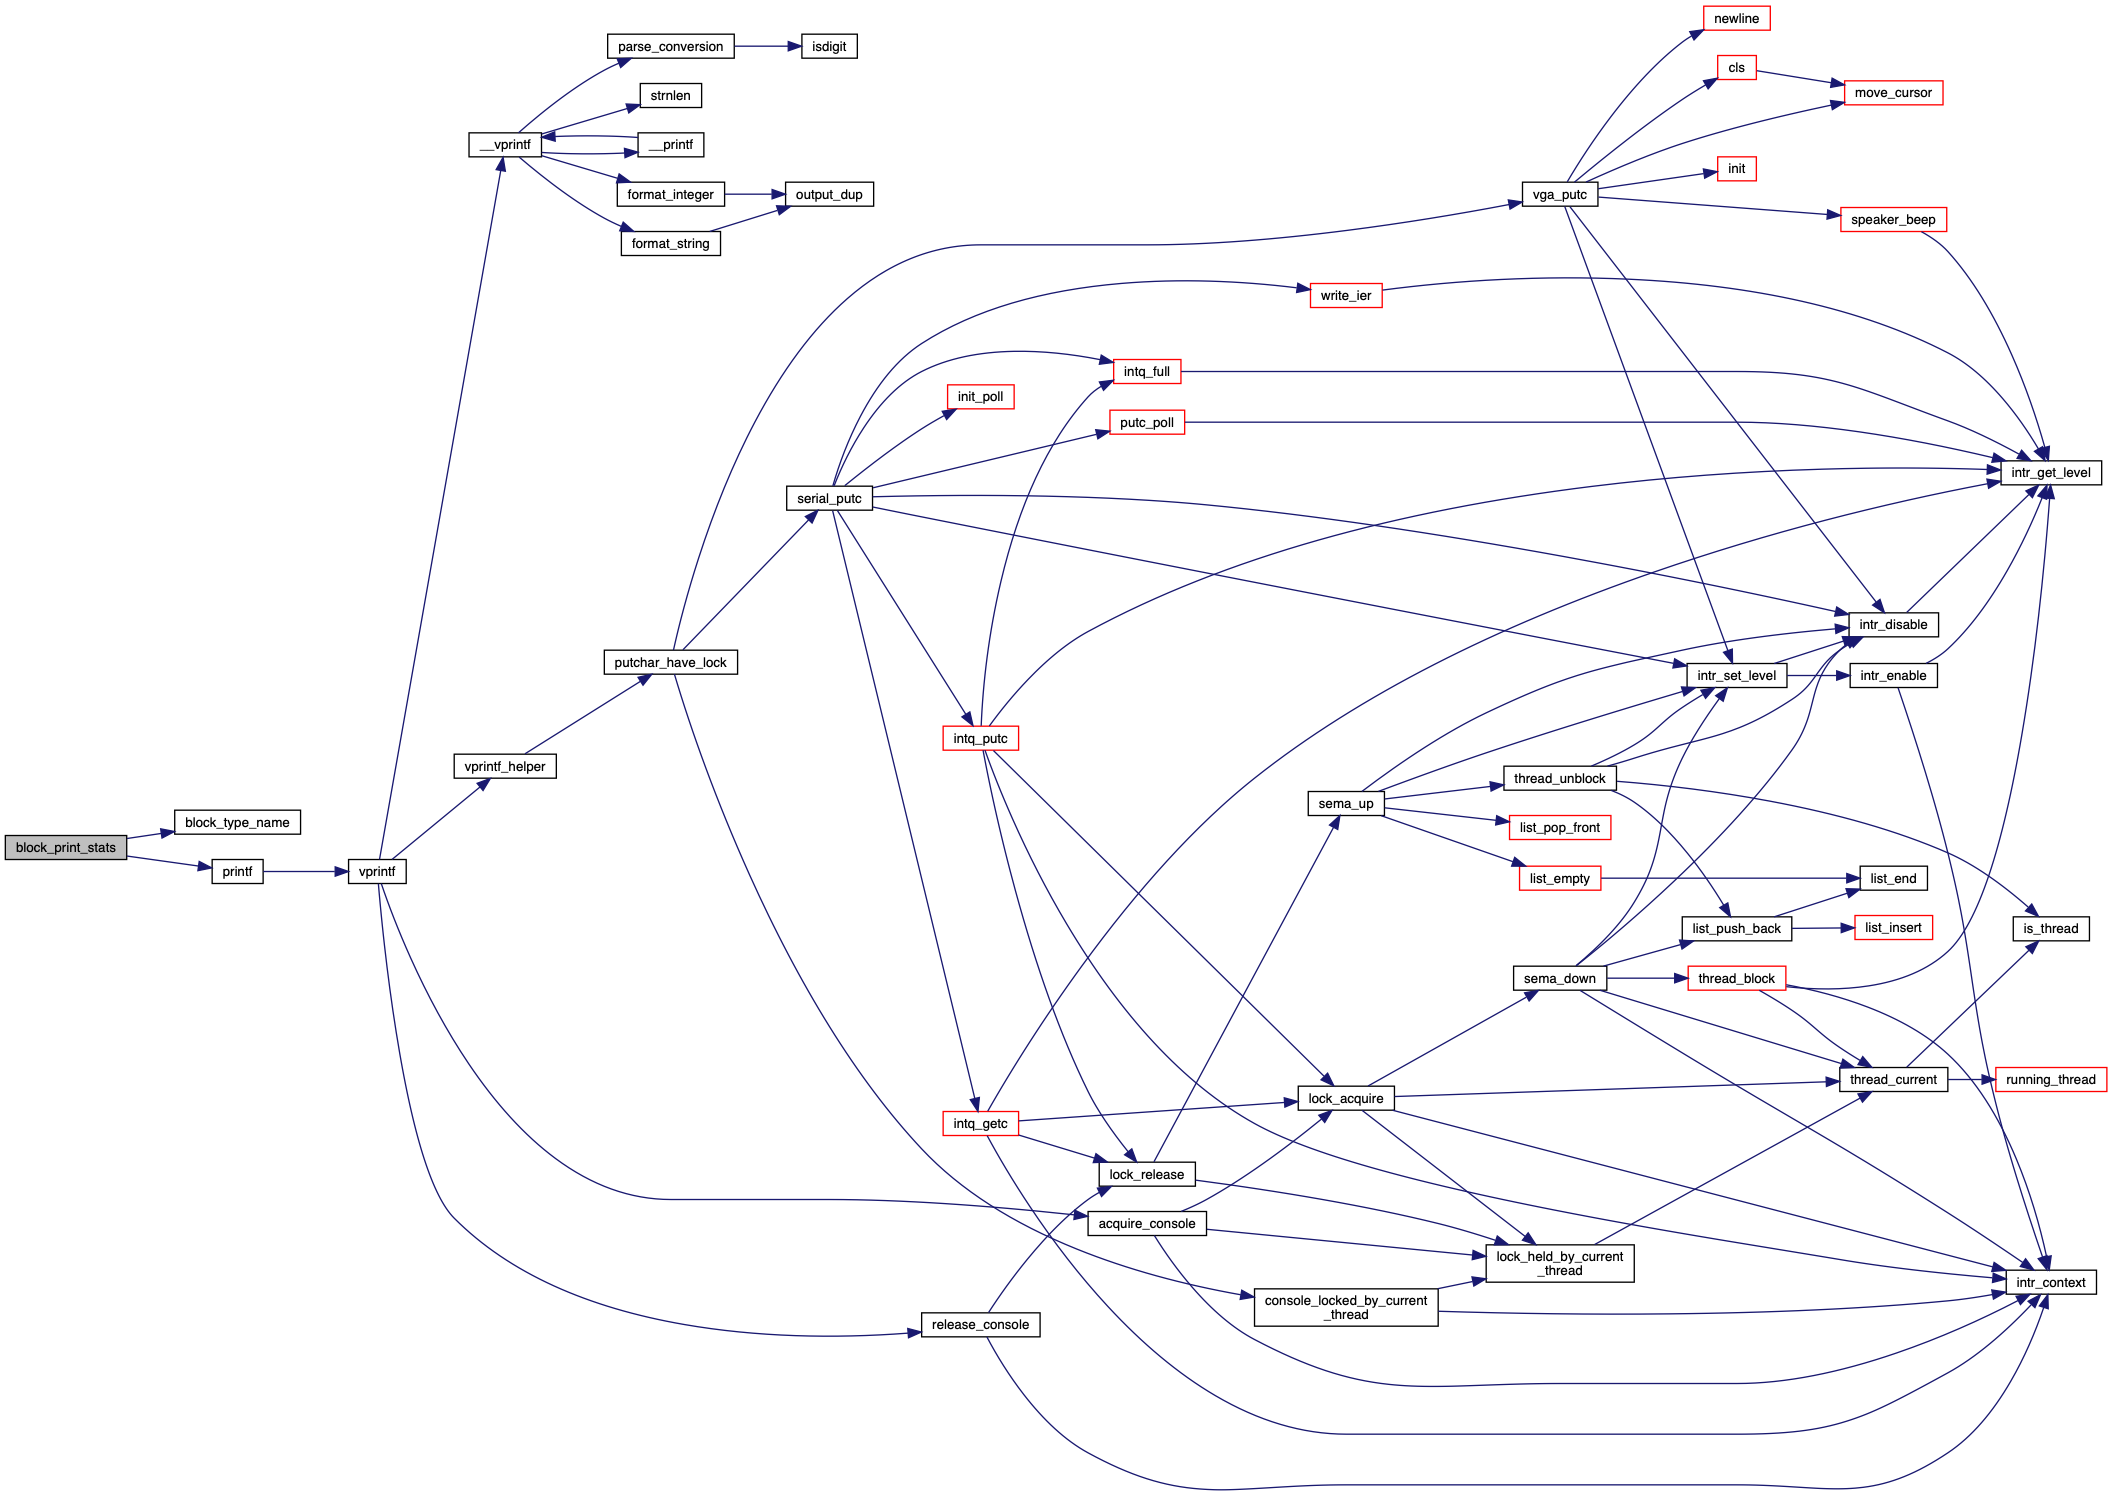 newline
parse_conversion
isdigit
cls
move_cursor
strnlen
__vprintf
__printf
init
format_integer
output_dup
vga_putc
speaker_beep
format_string
write_ier
intq_full
init_poll
putc_poll
intr_get_level
serial_putc
intr_disable
putchar_have_lock
intr_set_level
intr_enable
intq_putc
vprintf_helper
thread_unblock
sema_up
block_type_name
list_pop_front
block_print_stats
printf
vprintf
list_empty
list_end
list_push_back
list_insert
is_thread
sema_down
thread_block
thread_current
running_thread
lock_acquire
intq_getc
lock_release
acquire_console
lock_held_by_current
_thread
intr_context
console_locked_by_current
_thread
release_console